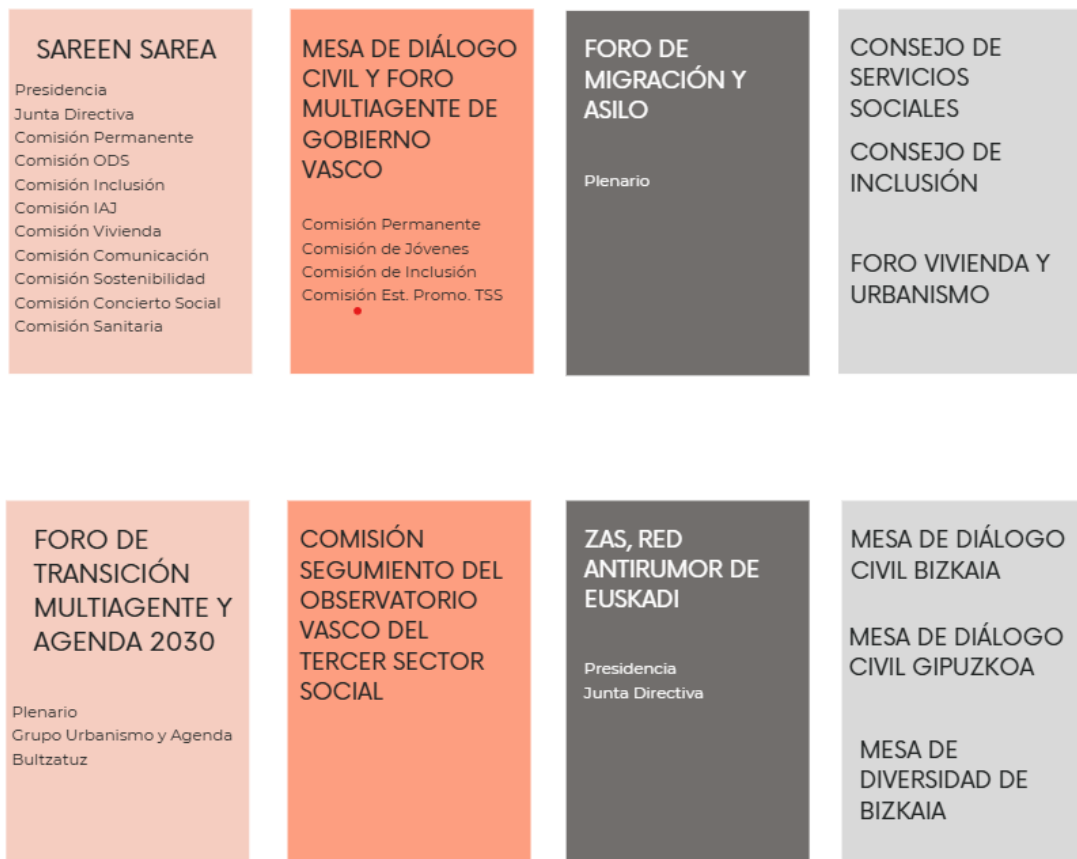 SAREEN SAREA
Presidencia
Junta Directiva
Comisión Permanente
Comisión ODS
Comisión Inclusión
Comisión IAJ
Comisión Vivienda
Comisión Comunicación
Comisión Sostenibilidad
Comisión Concierto Social
Comisión Sanitaria
MESA DE DIÁLOGO
CIVIL Y FORO
MULTIAGENTE DE
GOBIERNO
VASCO
Comisión Permanente
Comisión de Jóvenes
Comisión de Inclusión
Comisión Est. Promo. TSS
FORO DE
MIGRACIÓN Y
ASILO
Plenario
CONSEJO DE
SERVICIOS
SOCIALES
CONSEJO DE
INCLUSIÓN
FORO VIVIENDA Y
URBANISMO
FORO DE
TRANSICIÓN
MULTIAGENTE Y
AGENDA 2030
Plenario
Grupo Urbanismo y Agenda
Bultzatuz
COMISIÓN
SEGUMIENTO DEL
OBSERVATORIO
VASCO DEL
TERCER SECTOR
SOCIAL
ZAS, RED
ANTIRUMOR DE
EUSKADI
Presidencia
Junta Directiva
MESA DE DIÁLOGO
CIVIL BIZKAIA
MESA DE DIÁLOGO
CIVIL GIPUZKOA
MESA DE
DIVERSIDAD DE
BIZKAIA